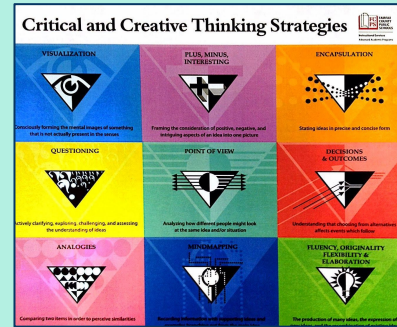 Critical and Creative Thinking Strategies
FAIRFAX COUNTY
PUBLIC SCHOOLS
VISUALIZATION
Consciously forming the mental images of something
that is not actually present to the senses
PLUS, MINUS,
INTERESTING
Framing the consideration of positive, negative, and
intriguing aspects of an idea into one picture
ENCAPSULATION
Stating ideas in precise and concise form
QUESTIONING
Actively clarifying, exploring, challenging, and assessing
the understanding of ideas
POINT OF VIEW
Analyzing how different people might look
at the same idea and/or situation
DECISIONS
& OUTCOMES
Understanding that choosing from alternatives
affects events which follow
ANALOGIES
Comparing two items in order to perceive similarities
MINDMAPPING
FLUENCY, ORIGINALITY
FLEXIBILITY &
ELABORATION
The production of many ideas, the expression of